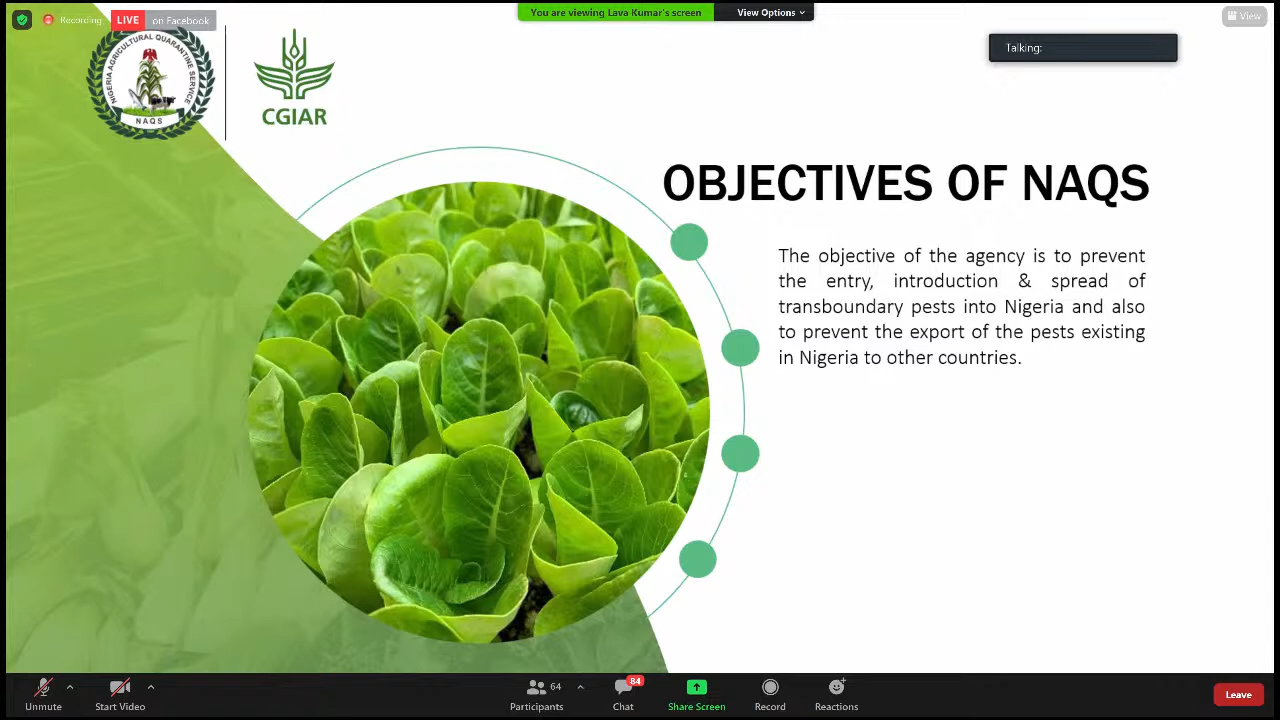 Recording
LIVE on Facebook
You are viewing Lava Kumar's screen
View Options
View
Talking:
NIGERIA AGRICULTURAL QUARANTINE SERVICE
NAQS
CGIAR
OBJECTIVES OF NAQS
The objective of the agency is to prevent
the entry, introduction & spread of
transboundary pests into Nigeria and also
to prevent the export of the pests existing
in Nigeria to other countries.
Unmute
Start Video
64
Participants
84
Chat
Share Screen
Record
Reactions
Leave